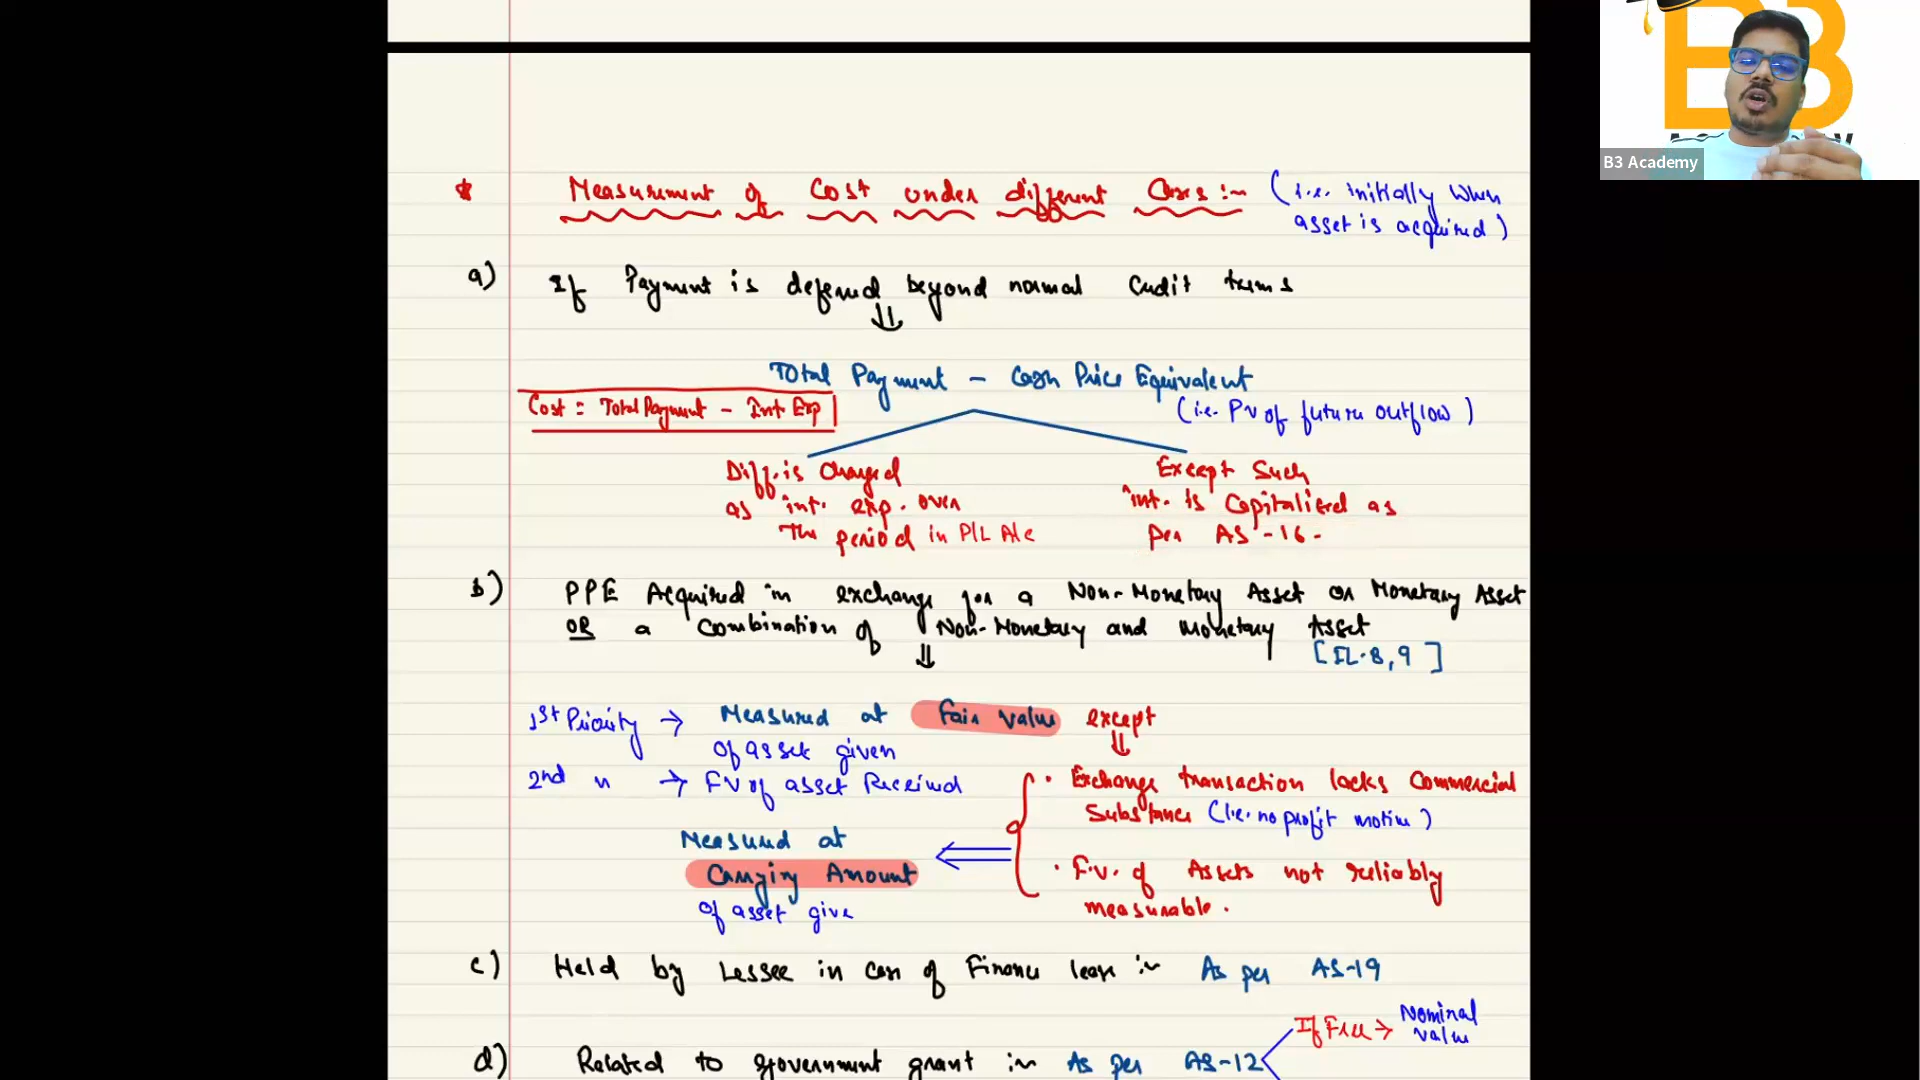 B3 Academy
* Measurement of Cost under different Cases :- (i.e. initially when
asset is acquired)
a) If Payment is deferred beyond normal Credit terms
Total Payment - Cash Price Equivalent
Cost = Total Payment - Int Exp
(i.e. PV of future outflow)
Diff. is Charged
as int. exp. over
the period in P/L A/c
Except Such
int. is Capitalised as
per AS-16.
b) PPE Acquired in exchange for a Non-Monetary Asset or Monetary Asset
OR a Combination of Non-Monetary and Monetary Asset
[IL. 8, 9]
1st Priority → Measured at Fair Value except
of asset given
2nd " → FV of asset Received
• Exchange transaction lacks Commercial
Substance (i.e. no profit motive)
Measured at
Carrying Amount
of asset give
• F.V. of Assets not reliably
measurable.
c) Held by Lessee in Case of Finance lease :- As per AS-19
If Free → Nominal
Value
d) Related to government grant :- As per AS-12